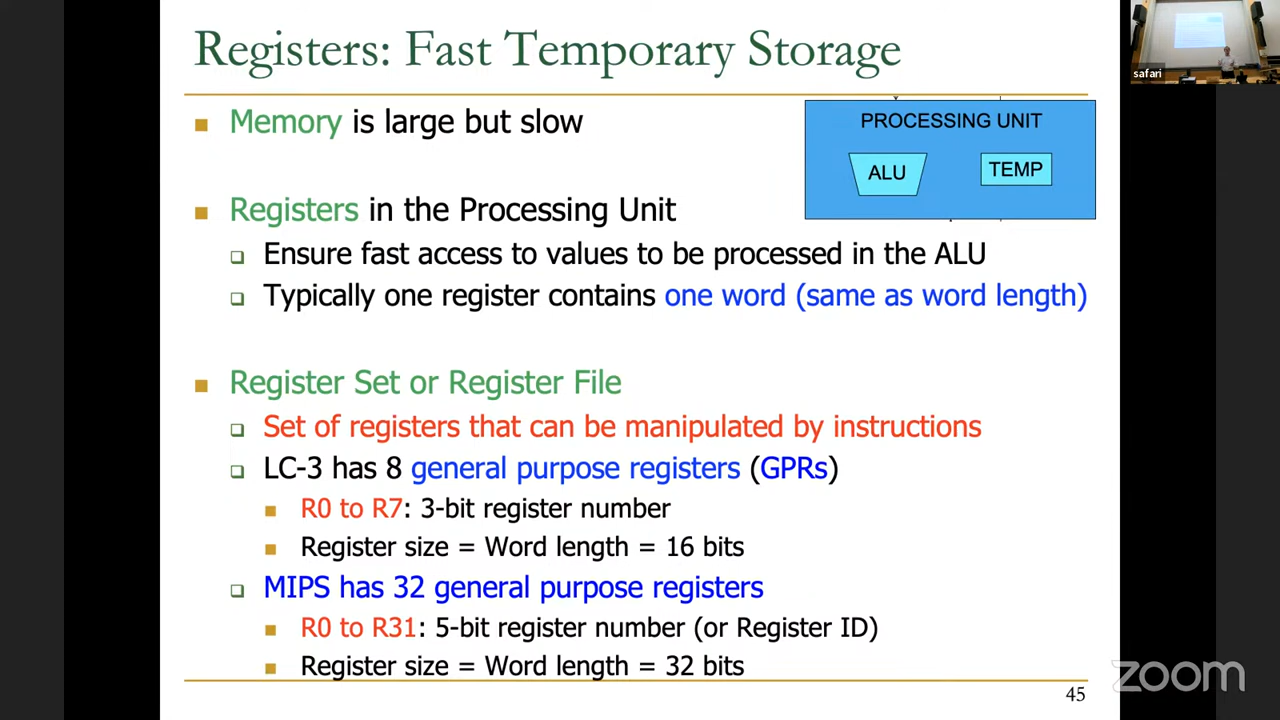 Registers: Fast Temporary Storage
safari
Memory is large but slow
PROCESSING UNIT
ALU
TEMP
Registers in the Processing Unit
Ensure fast access to values to be processed in the ALU
Typically one register contains one word (same as word length)
Register Set or Register File
Set of registers that can be manipulated by instructions
LC-3 has 8 general purpose registers (GPRs)
R0 to R7: 3-bit register number
Register size = Word length = 16 bits
MIPS has 32 general purpose registers
R0 to R31: 5-bit register number (or Register ID)
Register size = Word length = 32 bits
45
zoom